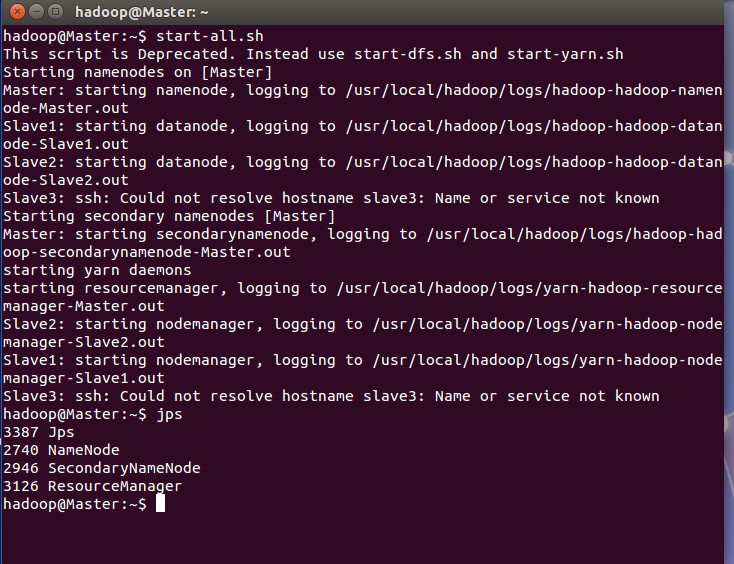 hadoop@Master: ~
hadoop@Master:~$ start-all.sh
This script is Deprecated. Instead use start-dfs.sh and start-yarn.sh
Starting namenodes on [Master]
Master: starting namenode, logging to /usr/local/hadoop/logs/hadoop-hadoop-namen
ode-Master.out
Slave1: starting datanode, logging to /usr/local/hadoop/logs/hadoop-hadoop-datan
ode-Slave1.out
Slave2: starting datanode, logging to /usr/local/hadoop/logs/hadoop-hadoop-datan
ode-Slave2.out
Slave3: ssh: Could not resolve hostname slave3: Name or service not known
Starting secondary namenodes [Master]
Master: starting secondarynamenode, logging to /usr/local/hadoop/logs/hadoop-had
oop-secondarynamenode-Master.out
starting yarn daemons
starting resourcemanager, logging to /usr/local/hadoop/logs/yarn-hadoop-resource
manager-Master.out
Slave2: starting nodemanager, logging to /usr/local/hadoop/logs/yarn-hadoop-node
manager-Slave2.out
Slave1: starting nodemanager, logging to /usr/local/hadoop/logs/yarn-hadoop-node
manager-Slave1.out
Slave3: ssh: Could not resolve hostname slave3: Name or service not known
hadoop@Master:~$ jps
3387 Jps
2740 NameNode
2946 SecondaryNameNode
3126 ResourceManager
hadoop@Master:~$